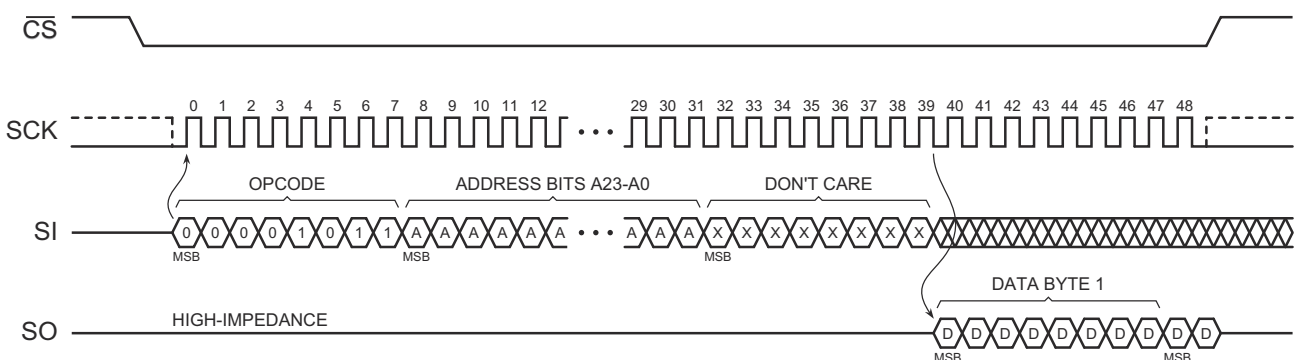 CS
0 1 2 3 4 5 6 7 8 9 10 11 12 29 30 31 32 33 34 35 36 37 38 39 40 41 42 43 44 45 46 47 48
SCK
OPCODE ADDRESS BITS A23-A0 DON'T CARE
SI 0 0 0 0 1 0 1 1 A A A A A A A A A X X X X X X X X
MSB MSB MSB
DATA BYTE 1
HIGH-IMPEDANCE
SO D D D D D D D D D D
MSB MSB